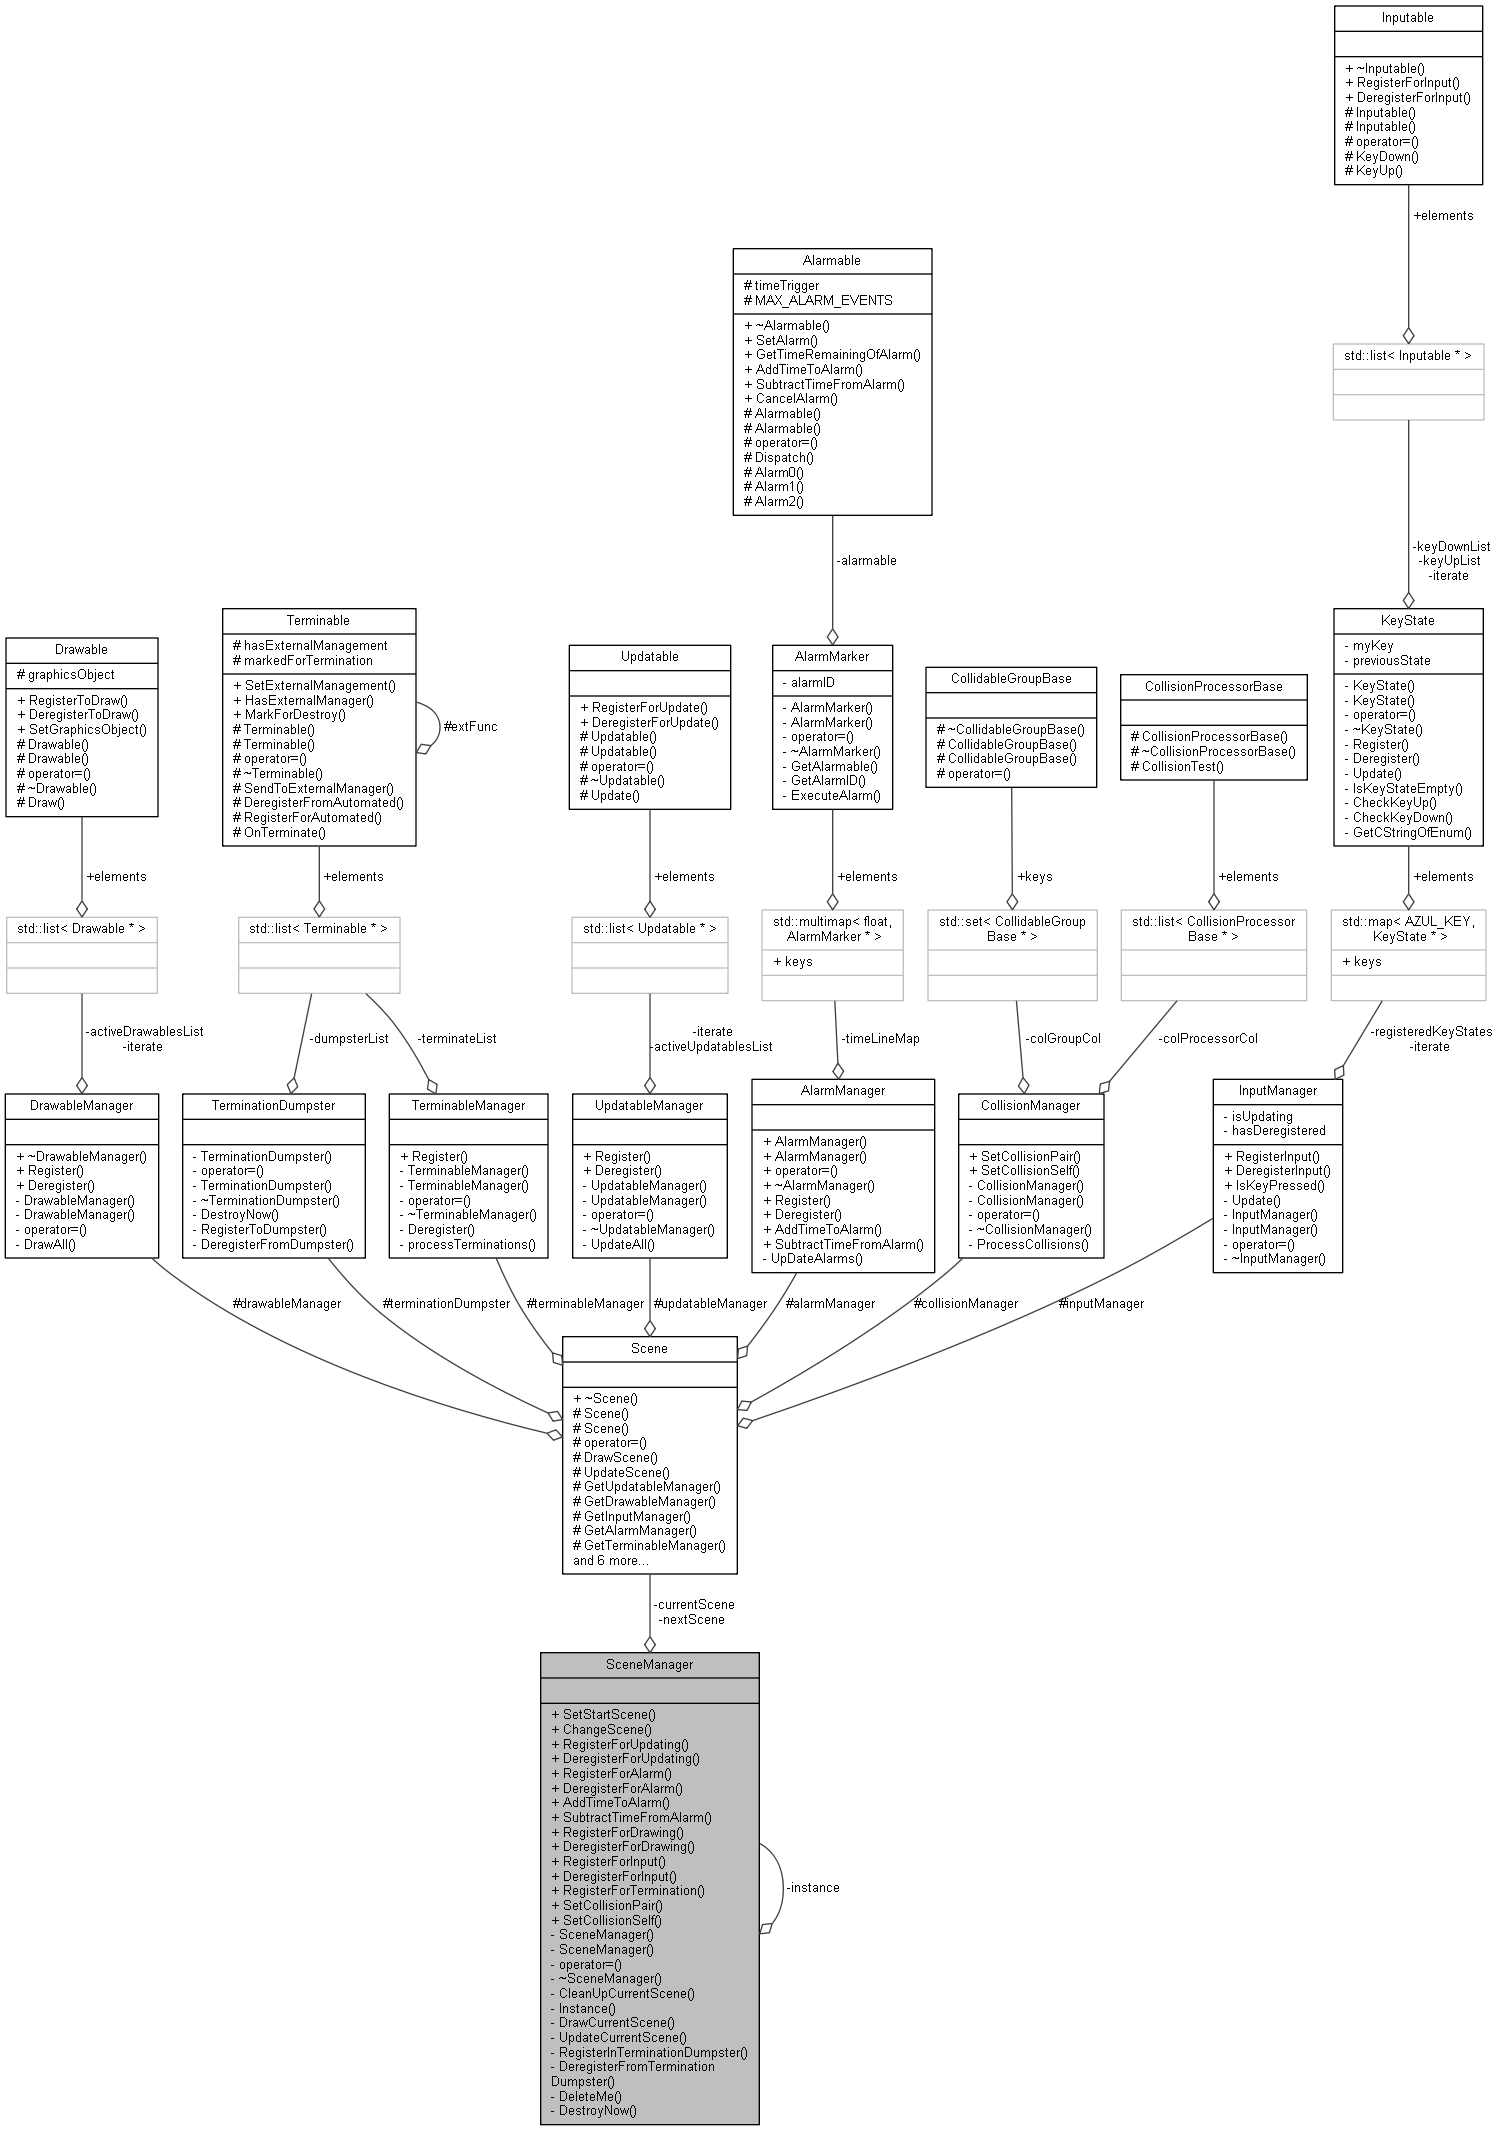 Inputable
+ ~Inputable()
+ RegisterForInput()
+ DeregisterForInput()
# Inputable()
# Inputable()
# operator=()
# KeyDown()
# KeyUp()
+elements
Alarmable
# timeTrigger
# MAX_ALARM_EVENTS
+ ~Alarmable()
+ SetAlarm()
+ GetTimeRemainingOfAlarm()
+ AddTimeToAlarm()
+ SubtractTimeFromAlarm()
+ CancelAlarm()
# Alarmable()
# Alarmable()
# operator=()
# Dispatch()
# Alarm0()
# Alarm1()
# Alarm2()
std::list< Inputable * >
-alarmable
-keyDownList
-keyUpList
-iterate
Drawable
# graphicsObject
+ RegisterToDraw()
+ DeregisterToDraw()
+ SetGraphicsObject()
# Drawable()
# Drawable()
# operator=()
# ~Drawable()
# Draw()
Terminable
# hasExternalManagement
# markedForTermination
+ SetExternalManagement()
+ HasExternalManager()
+ MarkForDestroy()
# Terminable()
# Terminable()
# operator=()
# ~Terminable()
# SendToExternalManager()
# DeregisterFromAutomated()
# RegisterForAutomated()
# OnTerminate()
#extFunc
Updatable
+ RegisterForUpdate()
+ DeregisterForUpdate()
# Updatable()
# Updatable()
# operator=()
# ~Updatable()
# Update()
AlarmMarker
- alarmID
- AlarmMarker()
- AlarmMarker()
- operator=()
- ~AlarmMarker()
- GetAlarmable()
- GetAlarmID()
- ExecuteAlarm()
CollidableGroupBase
# ~CollidableGroupBase()
# CollidableGroupBase()
# CollidableGroupBase()
# operator=()
CollisionProcessorBase
# CollisionProcessorBase()
# ~CollisionProcessorBase()
# CollisionTest()
KeyState
- myKey
- previousState
- KeyState()
- KeyState()
- operator=()
- ~KeyState()
- Register()
- Deregister()
- Update()
- IsKeyStateEmpty()
- CheckKeyUp()
- CheckKeyDown()
- GetCStringOfEnum()
+elements
+elements
+elements
+elements
+keys
+elements
+elements
std::list< Drawable * >
std::list< Terminable * >
std::list< Updatable * >
std::multimap< float,
AlarmMarker * >
+ keys
std::set< CollidableGroup
Base * >
std::list< CollisionProcessor
Base * >
std::map< AZUL_KEY,
KeyState * >
+ keys
-activeDrawablesList
-iterate
-dumpsterList
-terminateList
-iterate
-activeUpdatablesList
-timeLineMap
-colGroupCol
-colProcessorCol
-registeredKeyStates
-iterate
DrawableManager
+ ~DrawableManager()
+ Register()
+ Deregister()
- DrawableManager()
- DrawableManager()
- operator=()
- DrawAll()
TerminationDumpster
- TerminationDumpster()
- operator=()
- TerminationDumpster()
- ~TerminationDumpster()
- DestroyNow()
- RegisterToDumpster()
- DeregisterFromDumpster()
TerminableManager
+ Register()
- TerminableManager()
- TerminableManager()
- operator=()
- ~TerminableManager()
- Deregister()
- processTerminations()
UpdatableManager
+ Register()
+ Deregister()
- UpdatableManager()
- UpdatableManager()
- operator=()
- ~UpdatableManager()
- UpdateAll()
AlarmManager
+ AlarmManager()
+ AlarmManager()
+ operator=()
+ ~AlarmManager()
+ Register()
+ Deregister()
+ AddTimeToAlarm()
+ SubtractTimeFromAlarm()
- UpDateAlarms()
CollisionManager
+ SetCollisionPair()
+ SetCollisionSelf()
- CollisionManager()
- CollisionManager()
- operator=()
- ~CollisionManager()
- ProcessCollisions()
InputManager
- isUpdating
- hasDeregistered
+ RegisterInput()
+ DeregisterInput()
+ IsKeyPressed()
- Update()
- InputManager()
- InputManager()
- operator=()
- ~InputManager()
#drawableManager
#terminationDumpster
#terminableManager
#updatableManager
#alarmManager
#collisionManager
#inputManager
Scene
+ ~Scene()
# Scene()
# Scene()
# operator=()
# DrawScene()
# UpdateScene()
# GetUpdatableManager()
# GetDrawableManager()
# GetInputManager()
# GetAlarmManager()
# GetTerminableManager()
and 6 more...
-currentScene
-nextScene
SceneManager
+ SetStartScene()
+ ChangeScene()
+ RegisterForUpdating()
+ DeregisterForUpdating()
+ RegisterForAlarm()
+ DeregisterForAlarm()
+ AddTimeToAlarm()
+ SubtractTimeFromAlarm()
+ RegisterForDrawing()
+ DeregisterForDrawing()
+ RegisterForInput()
+ DeregisterForInput()
+ RegisterForTermination()
+ SetCollisionPair()
+ SetCollisionSelf()
- SceneManager()
- SceneManager()
- operator=()
- ~SceneManager()
- CleanUpCurrentScene()
- Instance()
- DrawCurrentScene()
- UpdateCurrentScene()
- RegisterInTerminationDumpster()
- DeregisterFromTermination
Dumpster()
- DeleteMe()
- DestroyNow()
-instance